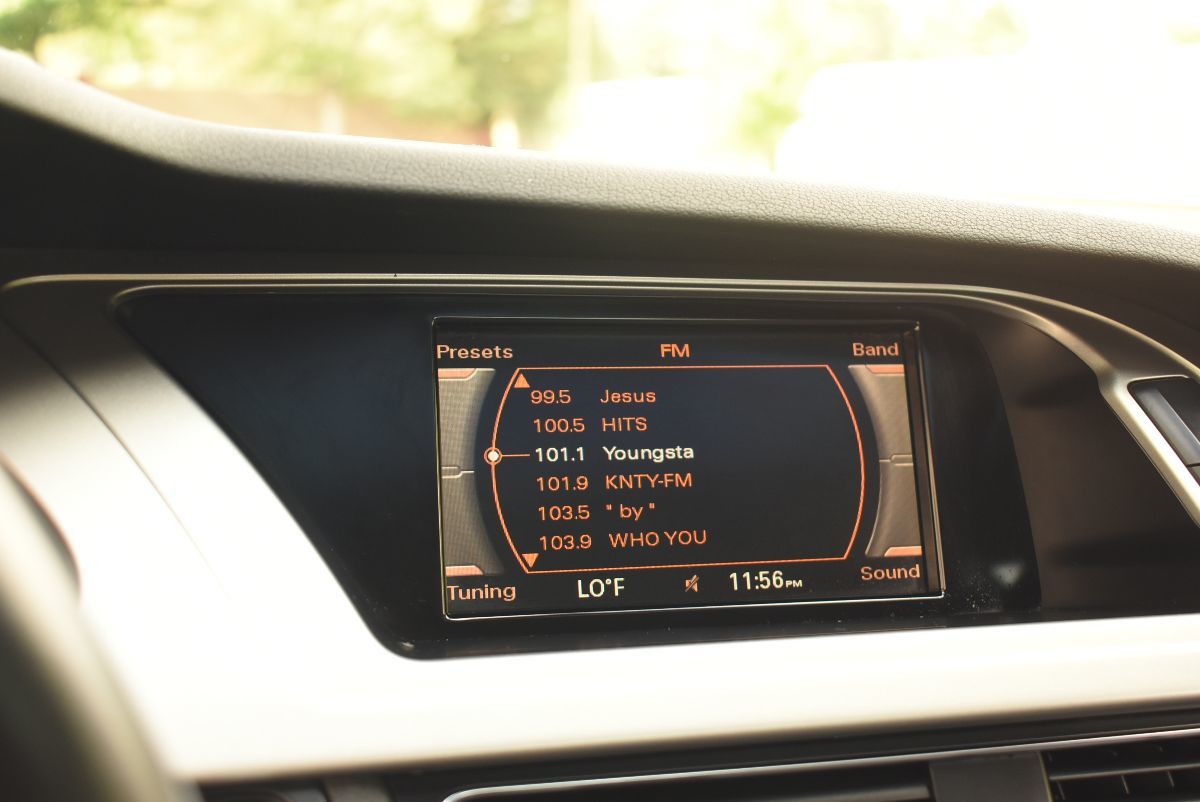 Presets FM Band
99.5 Jesus
100.5 HITS
101.1 Youngsta
101.9 KNTY-FM
103.5 " by "
103.9 WHO YOU
Tuning LO°F 11:56PM Sound